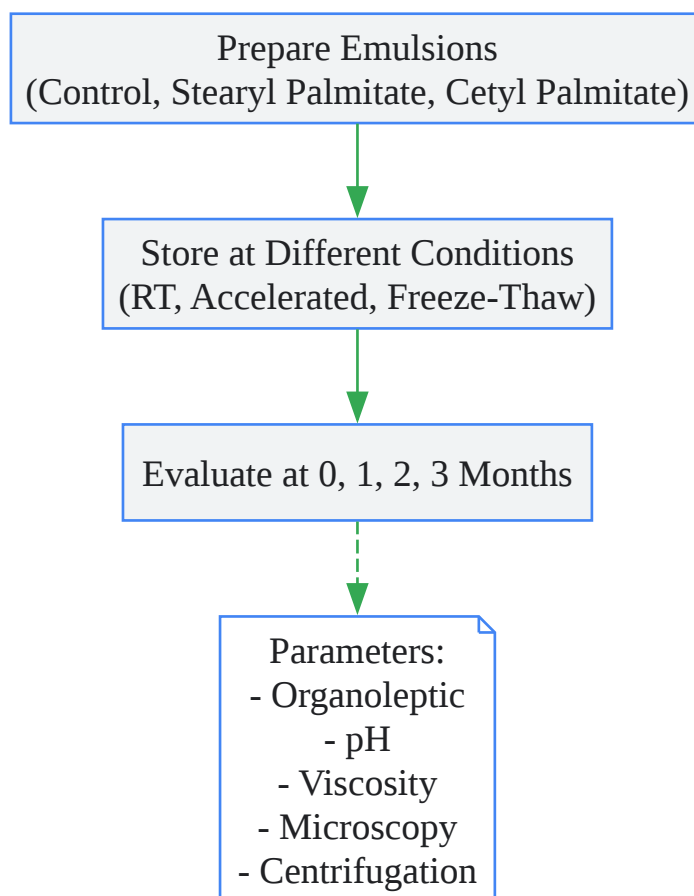 Prepare Emulsions
(Control, Stearyl Palmitate, Cetyl Palmitate)
Store at Different Conditions
(RT, Accelerated, Freeze-Thaw)
Evaluate at 0, 1, 2, 3 Months
Parameters:
- Organoleptic
- pH
- Viscosity
- Microscopy
- Centrifugation